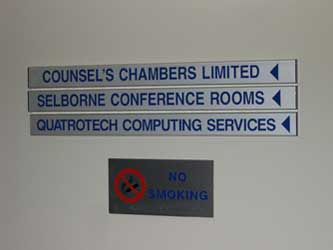 COUNSEL'S CHAMBERS LIMITED
SELBORNE CONFERENCE ROOMS
QUATROTECH COMPUTING SERVICES
NO
SMOKING